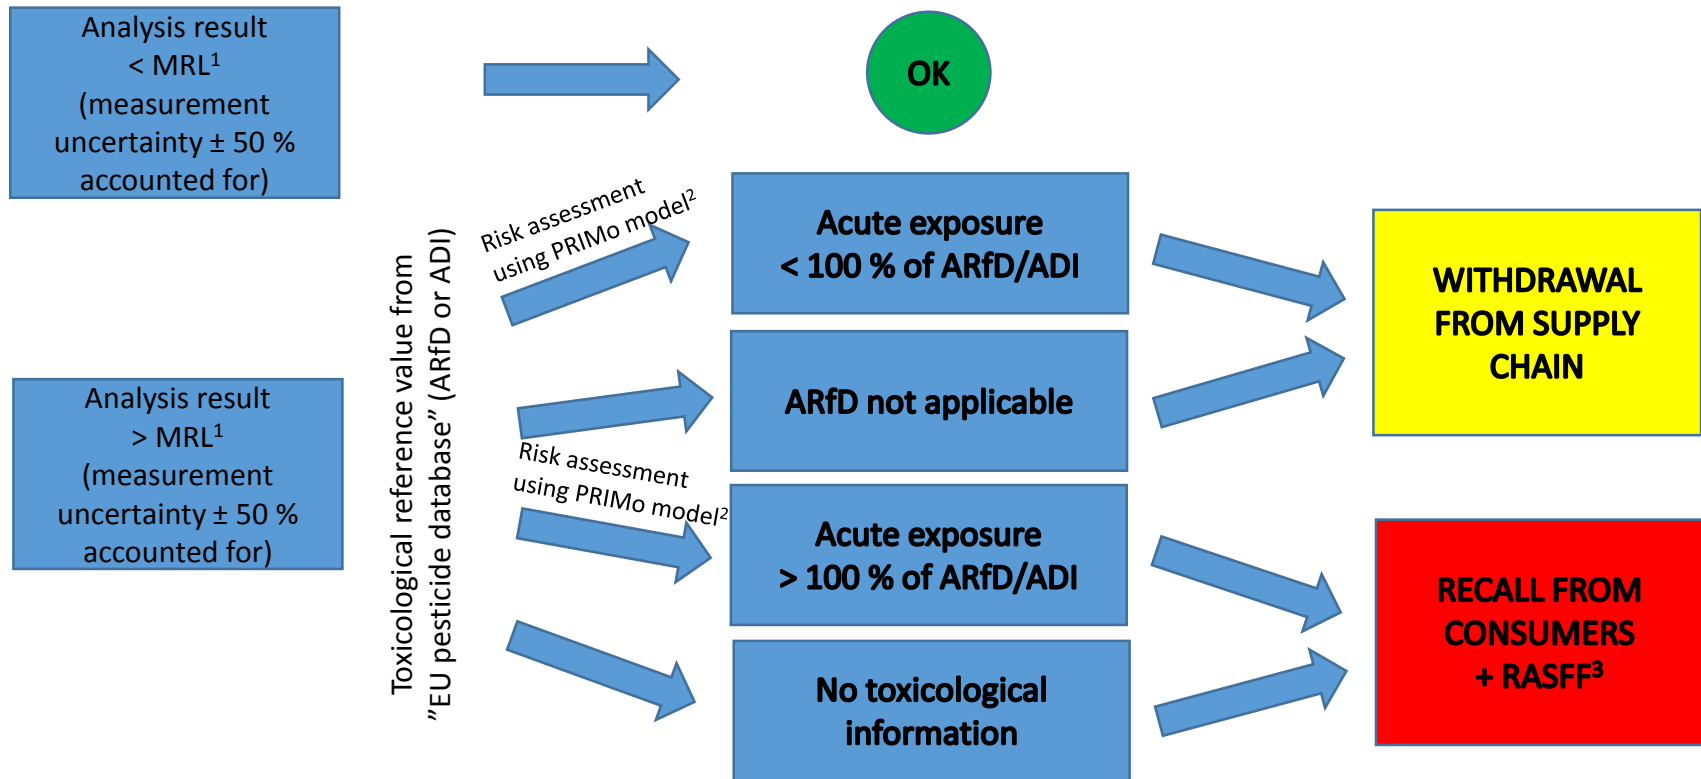 Analysis result
< MRL¹
(measurement
uncertainty ± 50 %
accounted for)
OK
Analysis result
> MRL¹
(measurement
uncertainty ± 50 %
accounted for)
Toxicological reference value from
”EU pesticide database” (ARfD or ADI)
Risk assessment
using PRIMo model²
Acute exposure
< 100 % of ARfD/ADI
ARfD not applicable
Risk assessment
using PRIMo model²
Acute exposure
> 100 % of ARfD/ADI
No toxicological
information
WITHDRAWAL
FROM SUPPLY
CHAIN
RECALL FROM
CONSUMERS
+ RASFF³